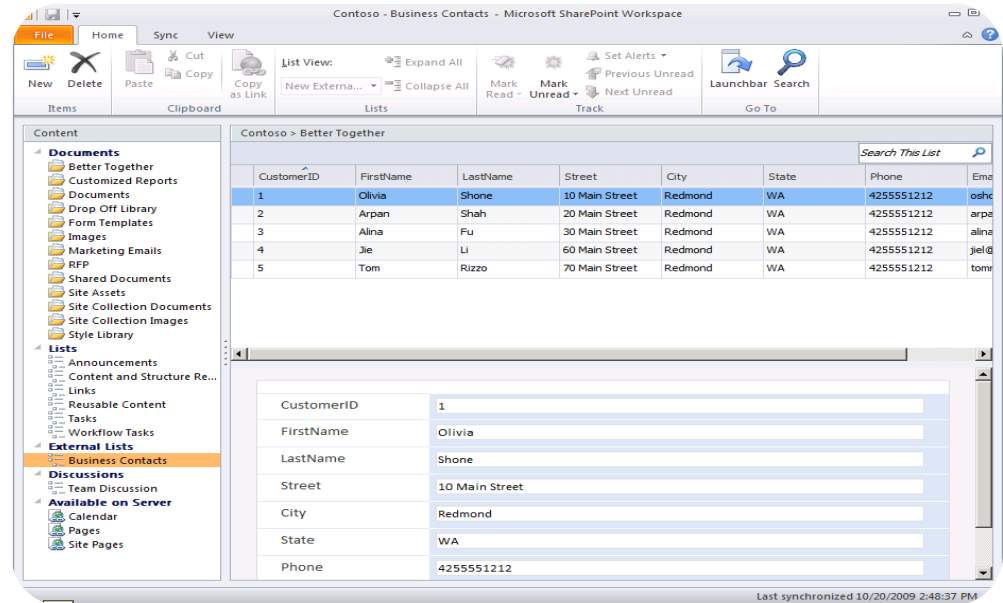 Contoso - Business Contacts - Microsoft SharePoint Workspace
File Home Sync View
New Delete Paste Cut Copy Copy as Link List View: New Externa... Expand All Collapse All Mark Read Mark Unread Set Alerts Previous Unread Next Unread Launchbar Search
Items Clipboard Lists Track Go To
Content
Documents
Better Together
Customized Reports
Documents
Drop Off Library
Form Templates
Images
Marketing Emails
RFP
Shared Documents
Site Assets
Site Collection Documents
Site Collection Images
Style Library
Lists
Announcements
Content and Structure Re...
Links
Reusable Content
Tasks
Workflow Tasks
External Lists
Business Contacts
Discussions
Team Discussion
Available on Server
Calendar
Pages
Site Pages
Contoso > Better Together
Search This List
CustomerID FirstName LastName Street City State Phone Ema
1 Olivia Shone 10 Main Street Redmond WA 4255551212 osho
2 Arpan Shah 20 Main Street Redmond WA 4255551212 arpa
3 Alina Fu 30 Main Street Redmond WA 4255551212 alina
4 Jie Li 60 Main Street Redmond WA 4255551212 jiel@
5 Tom Rizzo 70 Main Street Redmond WA 4255551212 tomr
CustomerID 1
FirstName Olivia
LastName Shone
Street 10 Main Street
City Redmond
State WA
Phone 4255551212
Last synchronized 10/20/2009 2:48:37 PM